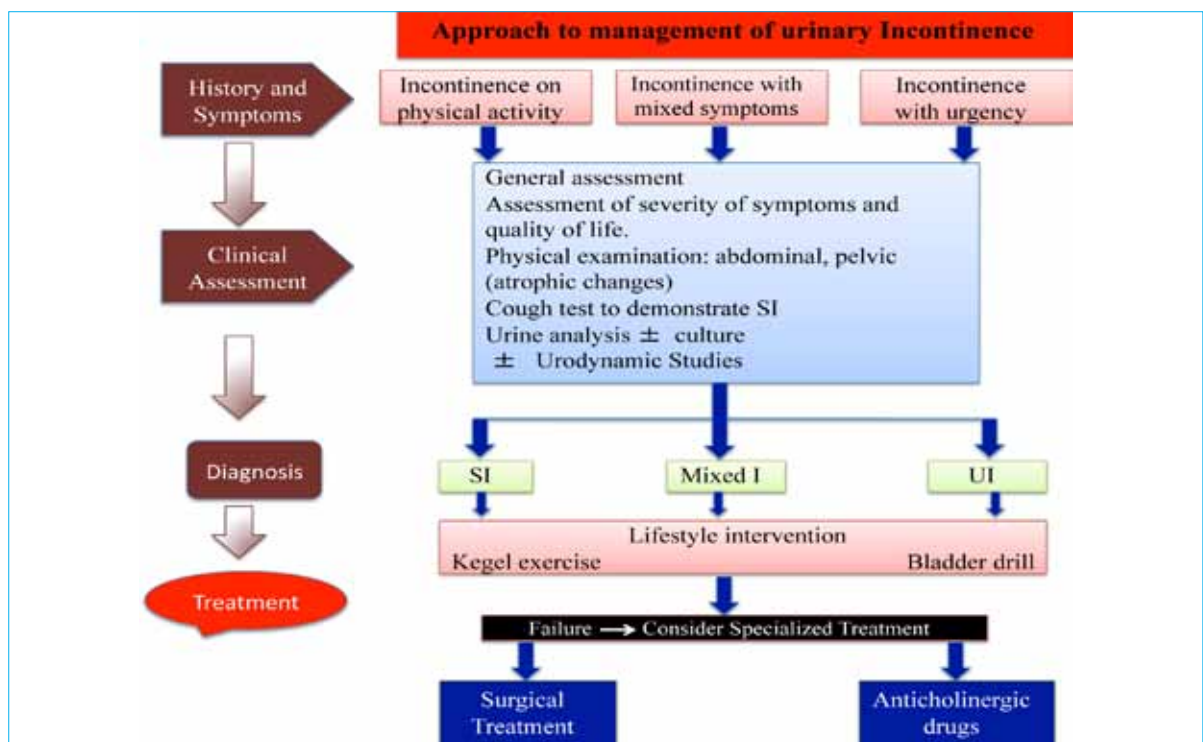 Approach to management of urinary Incontinence
History and
Symptoms
Incontinence on
physical activity
Incontinence with
mixed symptoms
Incontinence
with urgency
Clinical
Assessment
General assessment
Assessment of severity of symptoms and
quality of life.
Physical examination: abdominal, pelvic
(atrophic changes)
Cough test to demonstrate SI
Urine analysis ± culture
± Urodynamic Studies
Diagnosis
SI
Mixed I
UI
Treatment
Lifestyle intervention
Kegel exercise Bladder drill
Failure → Consider Specialized Treatment
Surgical
Treatment
Anticholinergic
drugs